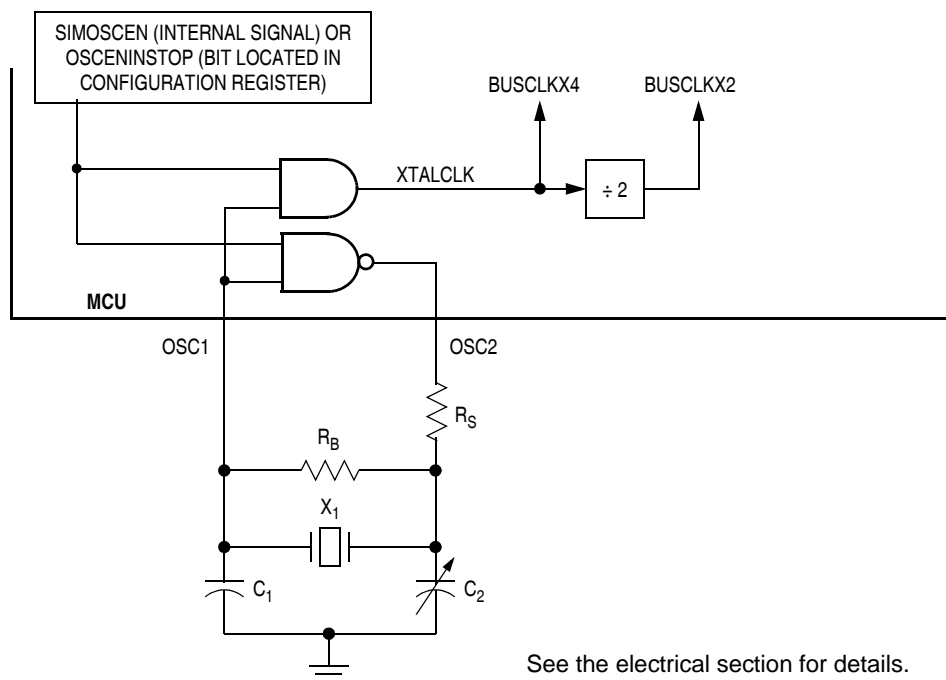 SIMOSCEN (INTERNAL SIGNAL) OR
OSCENINSTOP (BIT LOCATED IN
CONFIGURATION REGISTER)
BUSCLKX4
BUSCLKX2
XTALCLK
÷ 2
MCU
OSC1
OSC2
RS
RB
X1
C1
C2
See the electrical section for details.